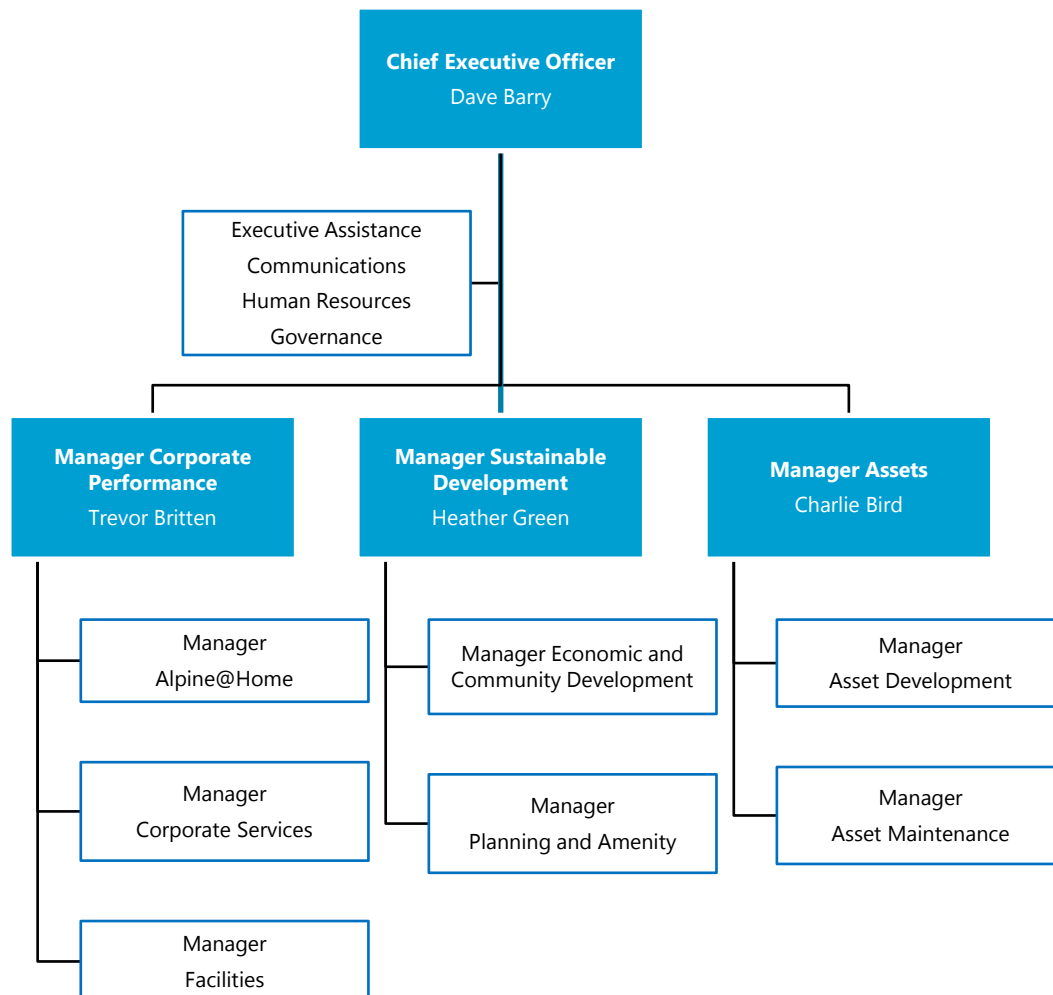 Chief Executive Officer
Dave Barry
Executive Assistance
Communications
Human Resources
Governance
Manager Corporate
Performance
Trevor Britten
Manager Sustainable
Development
Heather Green
Manager Assets
Charlie Bird
Manager
Alpine@Home
Manager Economic and
Community Development
Manager
Asset Development
Manager
Corporate Services
Manager
Planning and Amenity
Manager
Asset Maintenance
Manager
Facilities